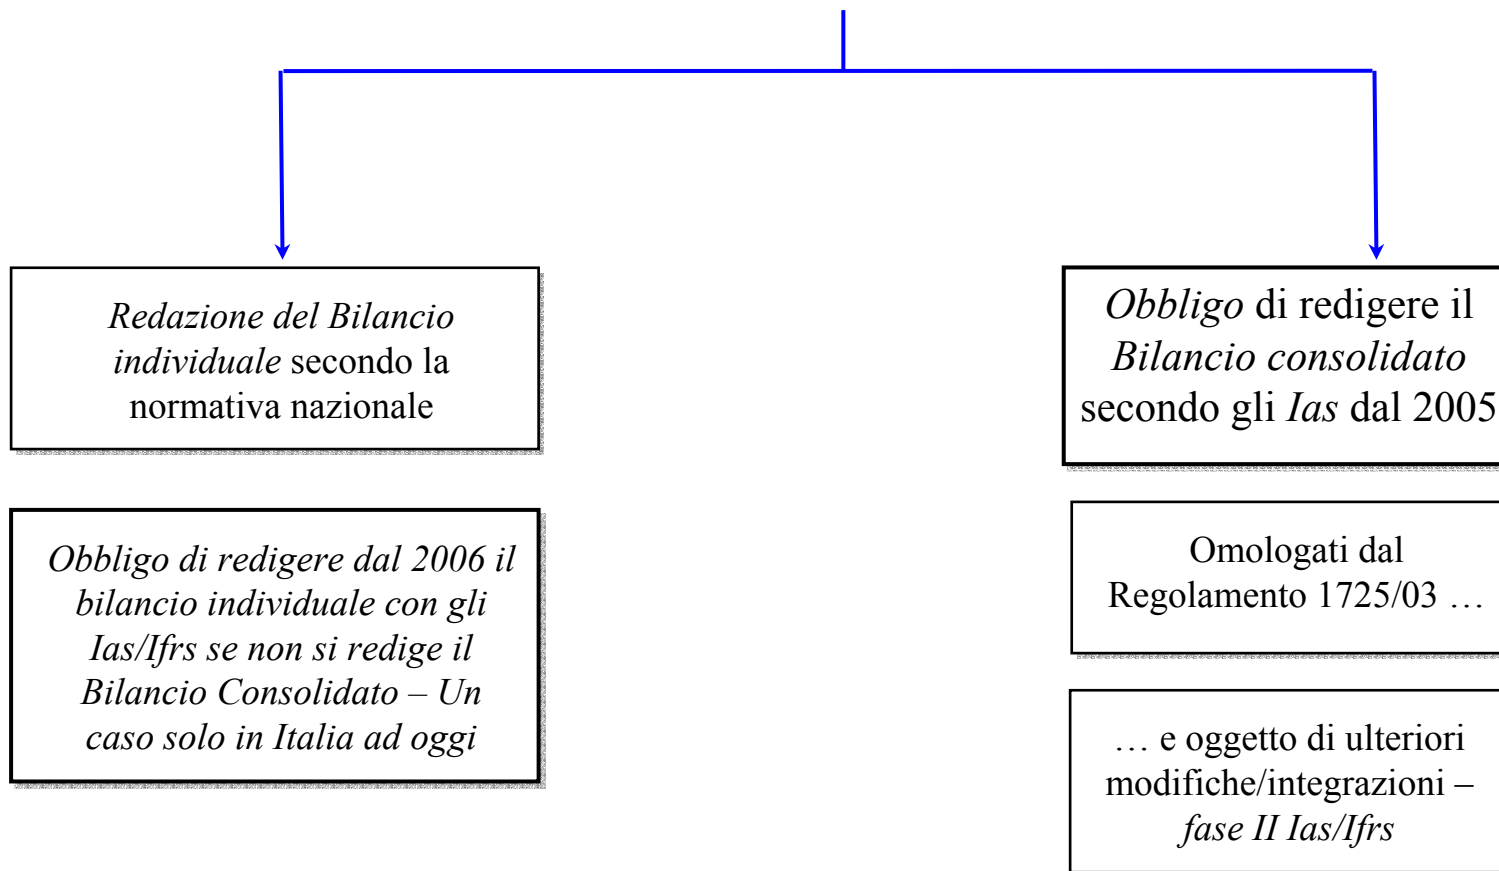 Redazione del Bilancio
individuale secondo la
normativa nazionale
Obbligo di redigere dal 2006 il
bilancio individuale con gli
Ias/Ifrs se non si redige il
Bilancio Consolidato – Un
caso solo in Italia ad oggi
Obbligo di redigere il
Bilancio consolidato
secondo gli Ias dal 2005
Omologati dal
Regolamento 1725/03 …
… e oggetto di ulteriori
modifiche/integrazioni –
fase II Ias/Ifrs